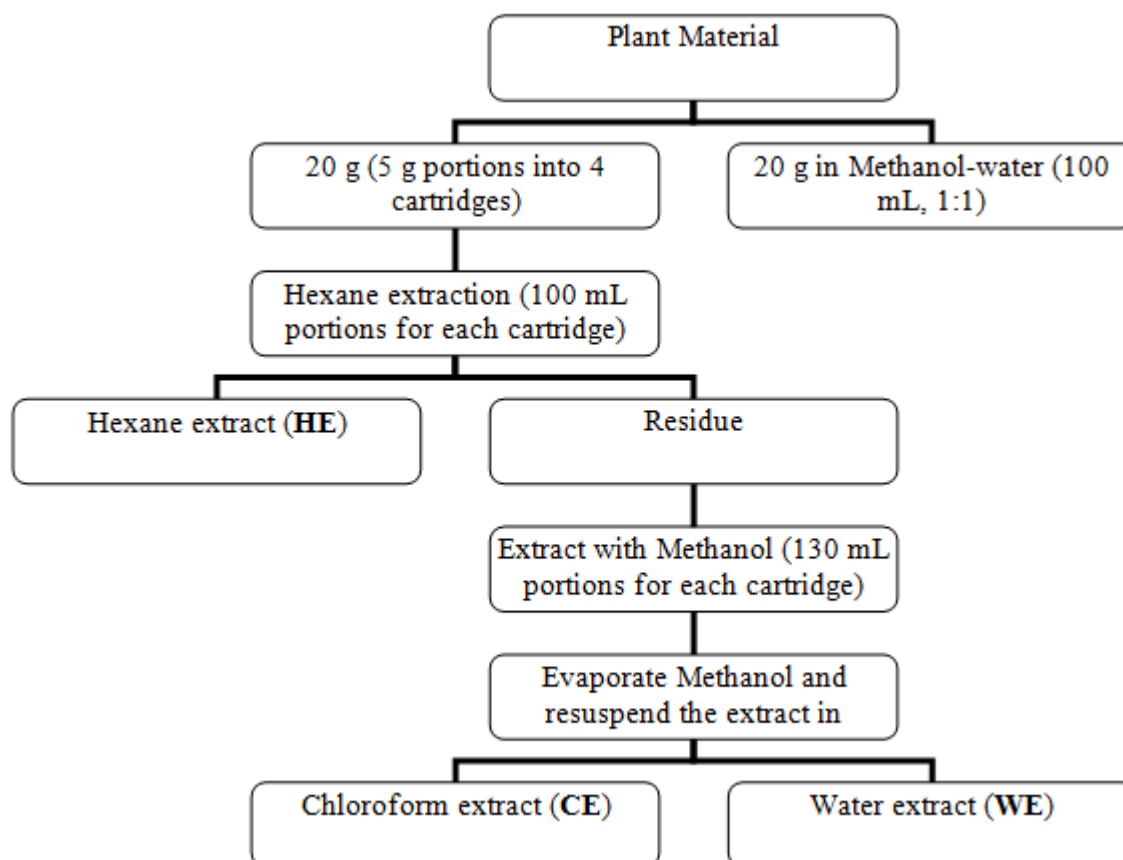 Plant Material
20 g (5 g portions into 4
cartridges)
20 g in Methanol-water (100
mL, 1:1)
Hexane extraction (100 mL
portions for each cartridge)
Hexane extract (HE)
Residue
Extract with Methanol (130 mL
portions for each cartridge)
Evaporate Methanol and
resuspend the extract in
Chloroform extract (CE)
Water extract (WE)